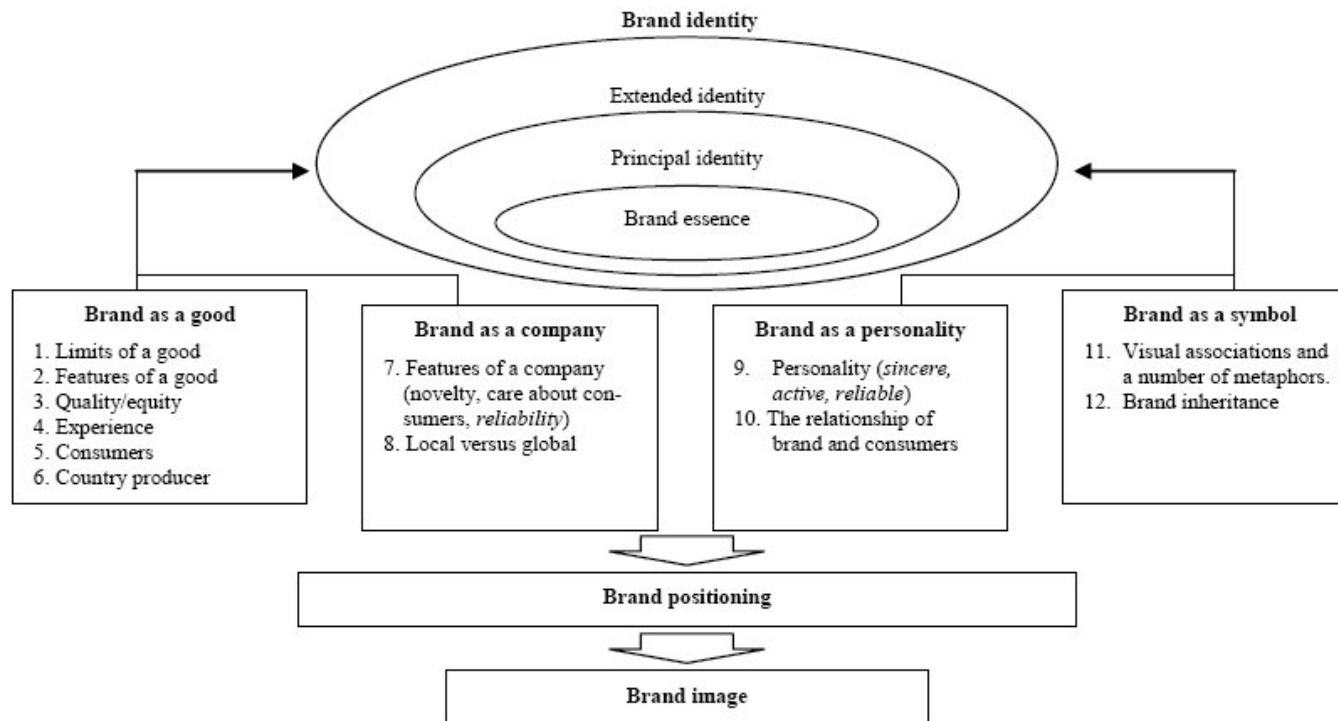 Brand identity
Extended identity
Principal identity
Brand essence
Brand as a good
1. Limits of a good
2. Features of a good
3. Quality/equity
4. Experience
5. Consumers
6. Country producer
Brand as a company
7. Features of a company
(novelty, care about con-
sumers, reliability)
8. Local versus global
Brand as a personality
9. Personality (sincere,
active, reliable)
10. The relationship of
brand and consumers
Brand as a symbol
11. Visual associations and
a number of metaphors.
12. Brand inheritance
Brand positioning
Brand image